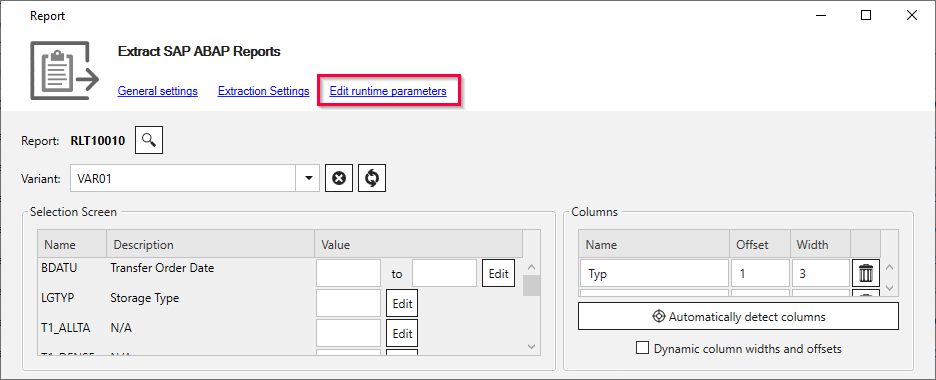 Report
Extract SAP ABAP Reports
General settings Extraction Settings Edit runtime parameters
Report: RLT10010
Variant: VAR01
Selection Screen
Name Description Value
BDATU Transfer Order Date to Edit
LGTYP Storage Type Edit
T1_ALLTA N/A Edit
Columns
Name Offset Width
Typ 1 3
Automatically detect columns
Dynamic column widths and offsets